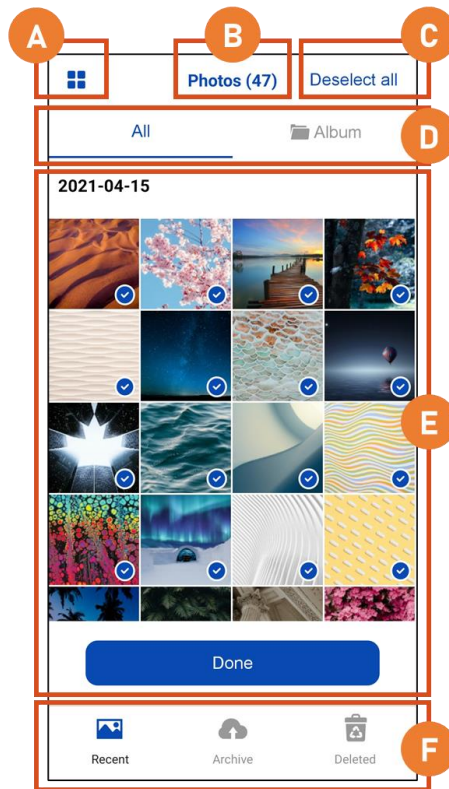 A
B
C
Photos (47)
Deselect all
All
Album
D
2021-04-15
E
Done
Recent
Archive
Deleted
F